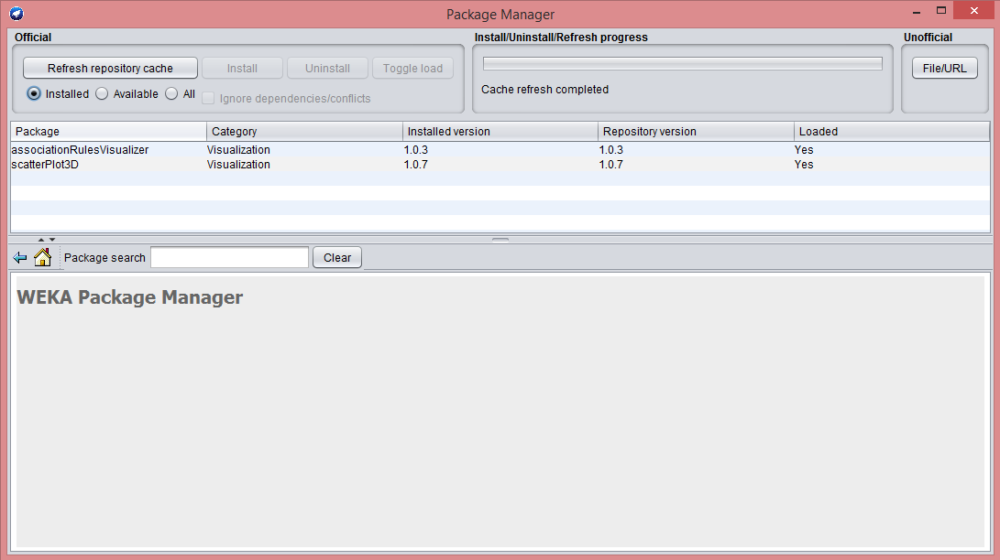 Package Manager
Official
Install/Uninstall/Refresh progress
Unofficial
Refresh repository cache
Install
Uninstall
Toggle load
File/URL
Installed
Available
All
Ignore dependencies/conflicts
Cache refresh completed
Package Category Installed version Repository version Loaded
associationRulesVisualizer Visualization 1.0.3 1.0.3 Yes
scatterPlot3D Visualization 1.0.7 1.0.7 Yes
Package search
Clear
WEKA Package Manager